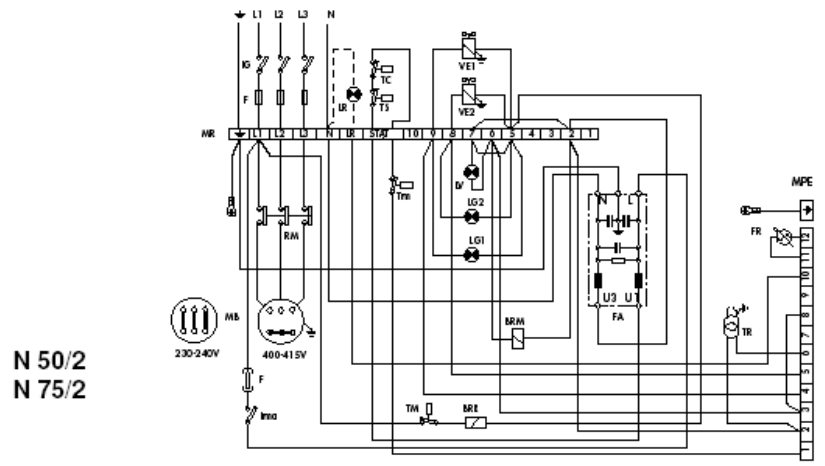 L1 L2 L3 N
IG
F
LR
TC
TS
VE1
VE2
MR L1 L2 L3 N LR STAT 10 9 8 7 6 5 4 3 2 1
Tm
LV
LG2
LG1
RM
N L
U3 U1
FA
MPE
FR
12
11
10
9
8
7
6
5
4
3
2
1
TR
BRM
MB
230-240V
400-415V
N 50/2
N 75/2
F
Ima
TM
BRE